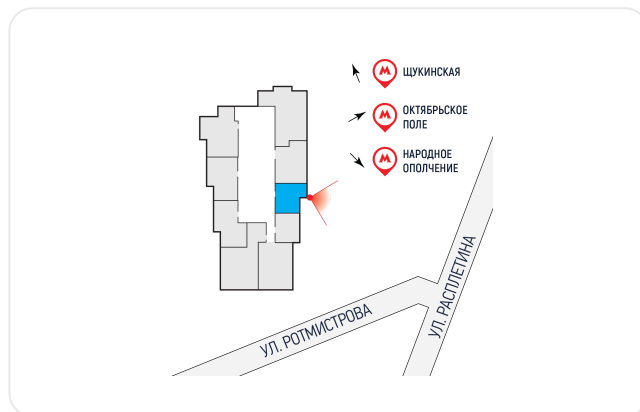 ЩУКИНСКАЯ
ОКТЯБРЬСКОЕ
ПОЛЕ
НАРОДНОЕ
ОПОЛЧЕНИЕ
УЛ. РОТМИСТРОВА
УЛ. РАСПЛЕТИНА